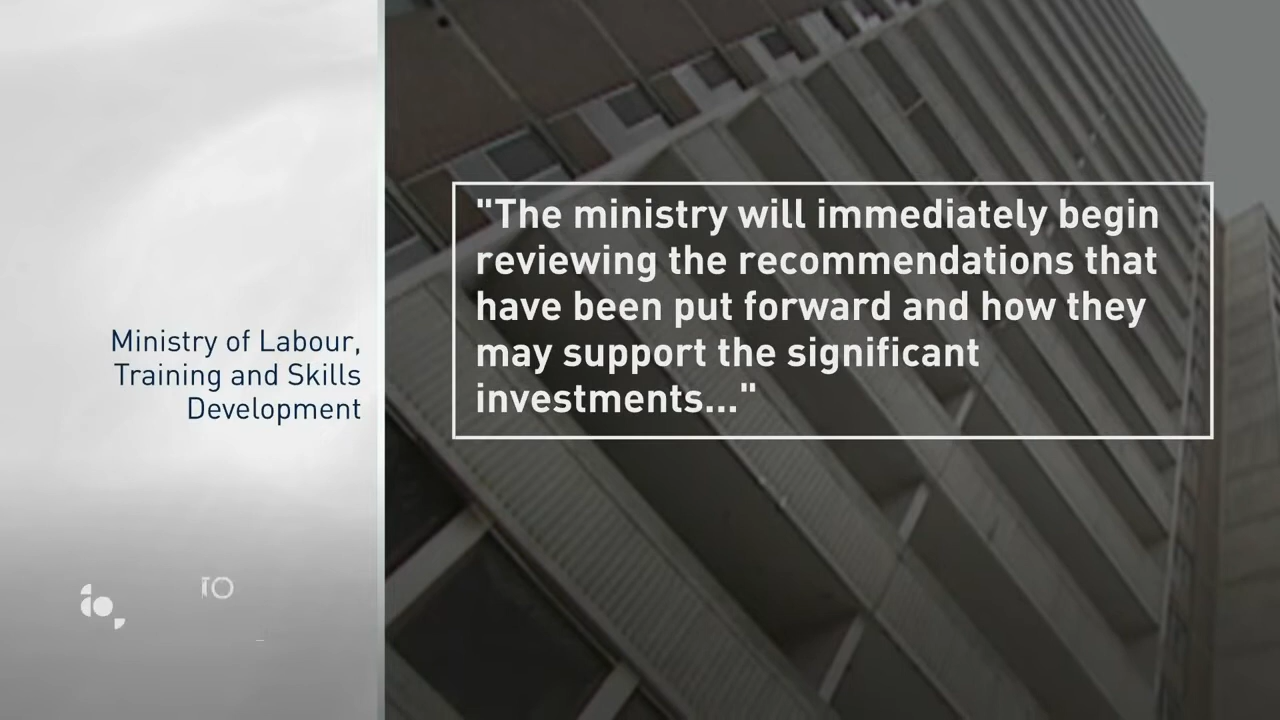 Ministry of Labour,
Training and Skills
Development
"The ministry will immediately begin
reviewing the recommendations that
have been put forward and how they
may support the significant
investments..."